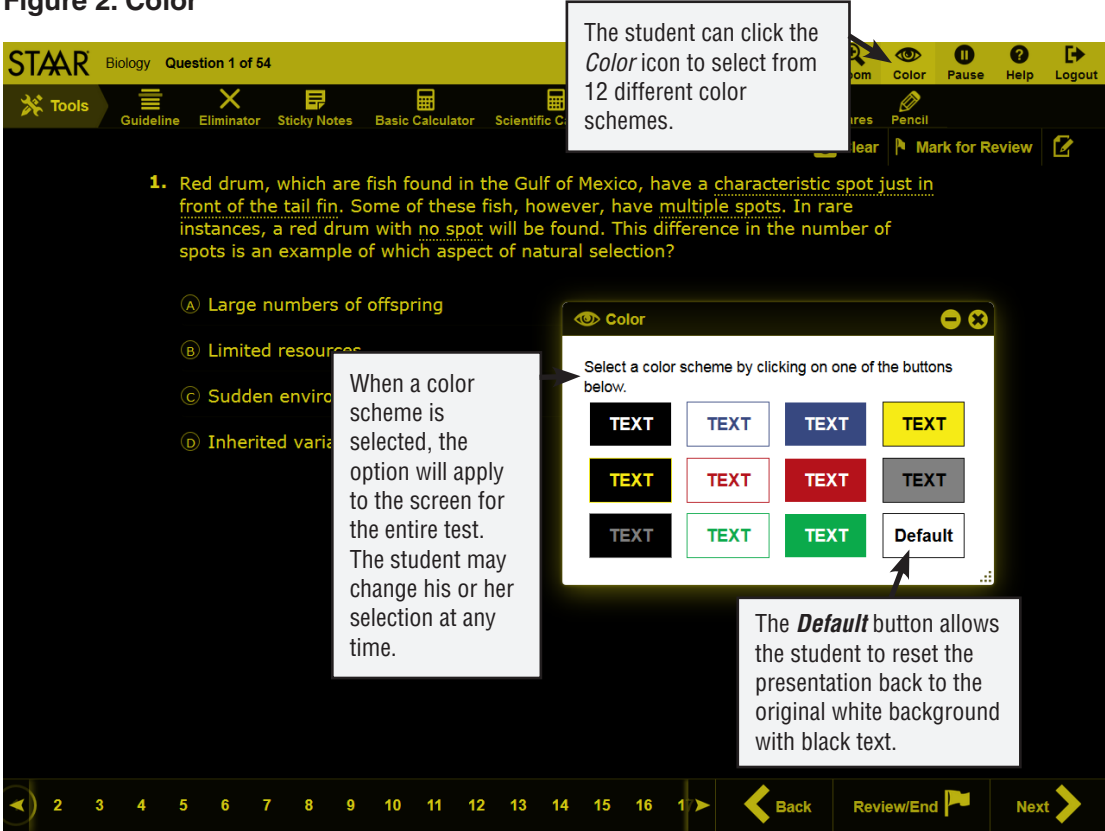 Figure 2. Color
The student can click the
Color icon to select from
12 different color
schemes.
STAAR Biology Question 1 of 54
Color Pause Help Logout
Tools Guideline Eliminator Sticky Notes Basic Calculator Pencil
Mark for Review
1. Red drum, which are fish found in the Gulf of Mexico, have a characteristic spot just in
front of the tail fin. Some of these fish, however, have multiple spots. In rare
instances, a red drum with no spot will be found. This difference in the number of
spots is an example of which aspect of natural selection?
A Large numbers of offspring
B Limited resources
C Sudden
D Inherited
When a color
scheme is
selected, the
option will apply
to the screen for
the entire test.
The student may
change his or her
selection at any
time.
Color
Select a color scheme by clicking on one of the buttons
below.
TEXT TEXT TEXT TEXT
TEXT TEXT TEXT TEXT
TEXT TEXT TEXT Default
The Default button allows
the student to reset the
presentation back to the
original white background
with black text.
2 3 4 5 6 7 8 9 10 11 12 13 14 15 16 Back Review/End Next